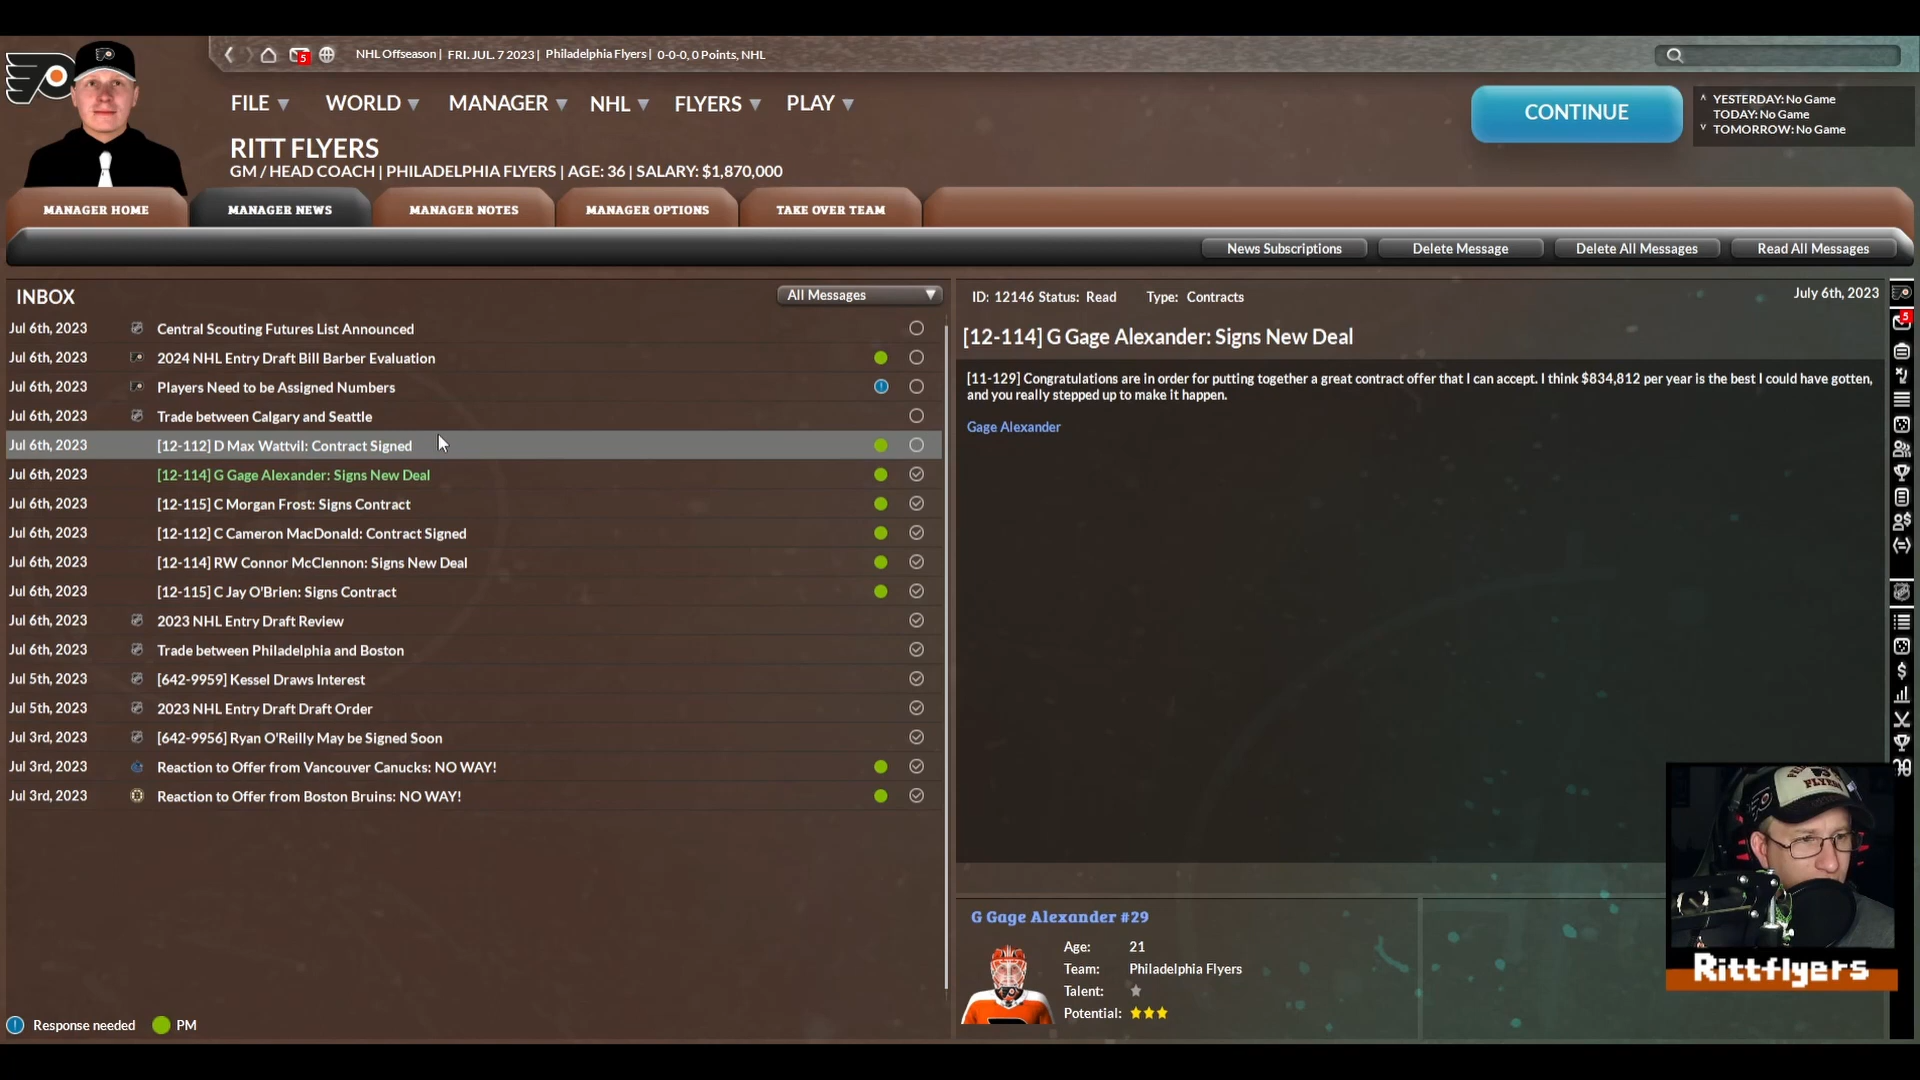 5 NHL Offseason | FRI. JUL. 7 2023 | Philadelphia Flyers | 0-0-0, 0 Points, NHL
FILE WORLD MANAGER NHL FLYERS PLAY
CONTINUE
YESTERDAY: No Game
TODAY: No Game
TOMORROW: No Game
RITT FLYERS
GM / HEAD COACH | PHILADELPHIA FLYERS | AGE: 36 | SALARY: $1,870,000
MANAGER HOME MANAGER NEWS MANAGER NOTES MANAGER OPTIONS TAKE OVER TEAM
News Subscriptions Delete Message Delete All Messages Read All Messages
INBOX All Messages
Jul 6th, 2023 Central Scouting Futures List Announced
Jul 6th, 2023 2024 NHL Entry Draft Bill Barber Evaluation
Jul 6th, 2023 Players Need to be Assigned Numbers
Jul 6th, 2023 Trade between Calgary and Seattle
Jul 6th, 2023 [12-112] D Max Wattvil: Contract Signed
Jul 6th, 2023 [12-114] G Gage Alexander: Signs New Deal
Jul 6th, 2023 [12-115] C Morgan Frost: Signs Contract
Jul 6th, 2023 [12-112] C Cameron MacDonald: Contract Signed
Jul 6th, 2023 [12-114] RW Connor McClennon: Signs New Deal
Jul 6th, 2023 [12-115] C Jay O'Brien: Signs Contract
Jul 6th, 2023 2023 NHL Entry Draft Review
Jul 6th, 2023 Trade between Philadelphia and Boston
Jul 5th, 2023 [642-9959] Kessel Draws Interest
Jul 5th, 2023 2023 NHL Entry Draft Draft Order
Jul 3rd, 2023 [642-9956] Ryan O'Reilly May be Signed Soon
Jul 3rd, 2023 Reaction to Offer from Vancouver Canucks: NO WAY!
Jul 3rd, 2023 Reaction to Offer from Boston Bruins: NO WAY!
Response needed PM
ID: 12146 Status: Read Type: Contracts July 6th, 2023
[12-114] G Gage Alexander: Signs New Deal
[11-129] Congratulations are in order for putting together a great contract offer that I can accept. I think $834,812 per year is the best I could have gotten,
and you really stepped up to make it happen.
Gage Alexander
G Gage Alexander #29
Age: 21
Team: Philadelphia Flyers
Talent:
Potential:
5
FLYERS
Rittflyers